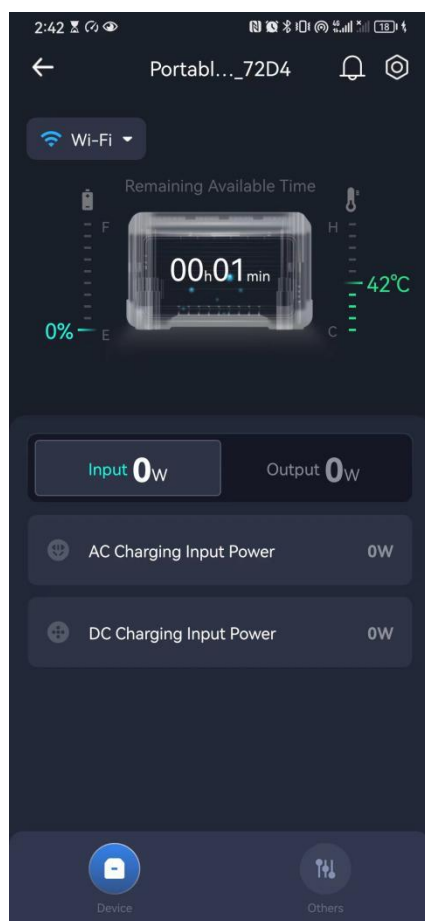 2:42 18
Portabl..._72D4
Wi-Fi
Remaining Available Time
F H
00h01min
42°C
0% E C
Input 0W Output 0W
AC Charging Input Power 0W
DC Charging Input Power 0W
Device Others